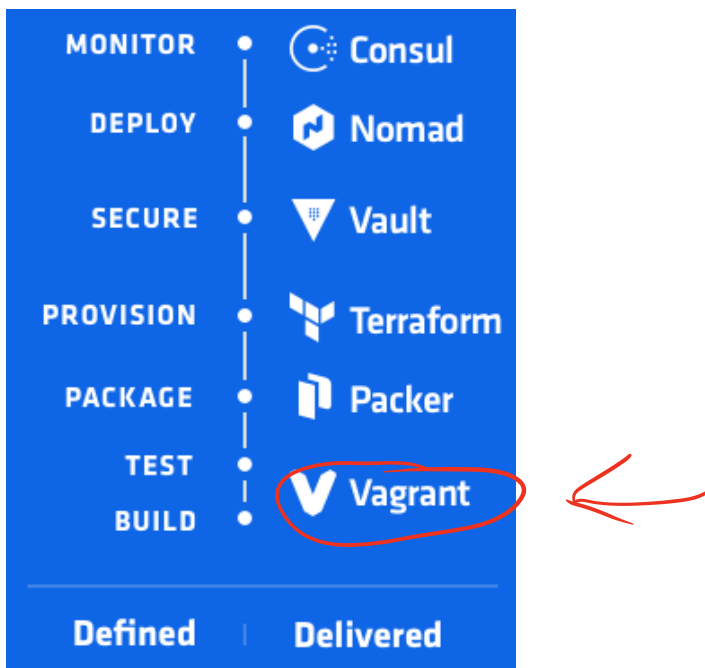 MONITOR Consul
DEPLOY Nomad
SECURE Vault
PROVISION Terraform
PACKAGE Packer
TEST
Vagrant
BUILD
Defined Delivered